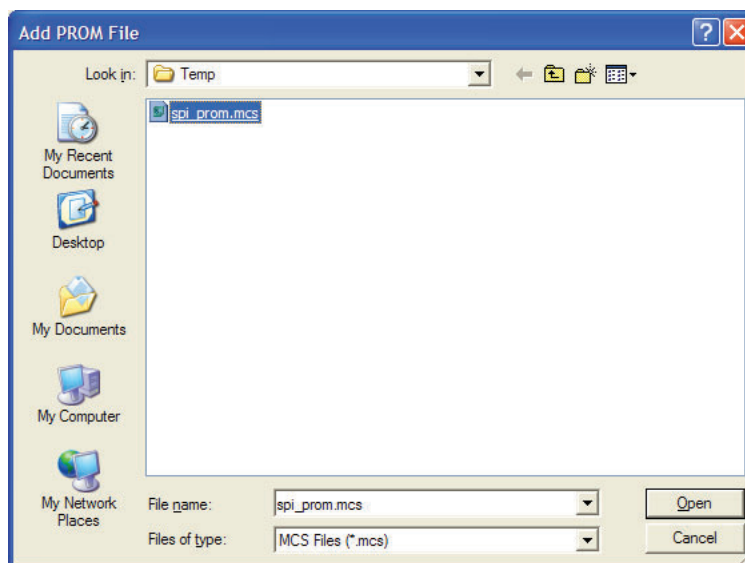 Add PROM File
Look in: Temp
spi_prom.mcs
My Recent
Documents
Desktop
My Documents
My Computer
My Network
Places
File name: spi_prom.mcs Open
Files of type: MCS Files (*.mcs) Cancel